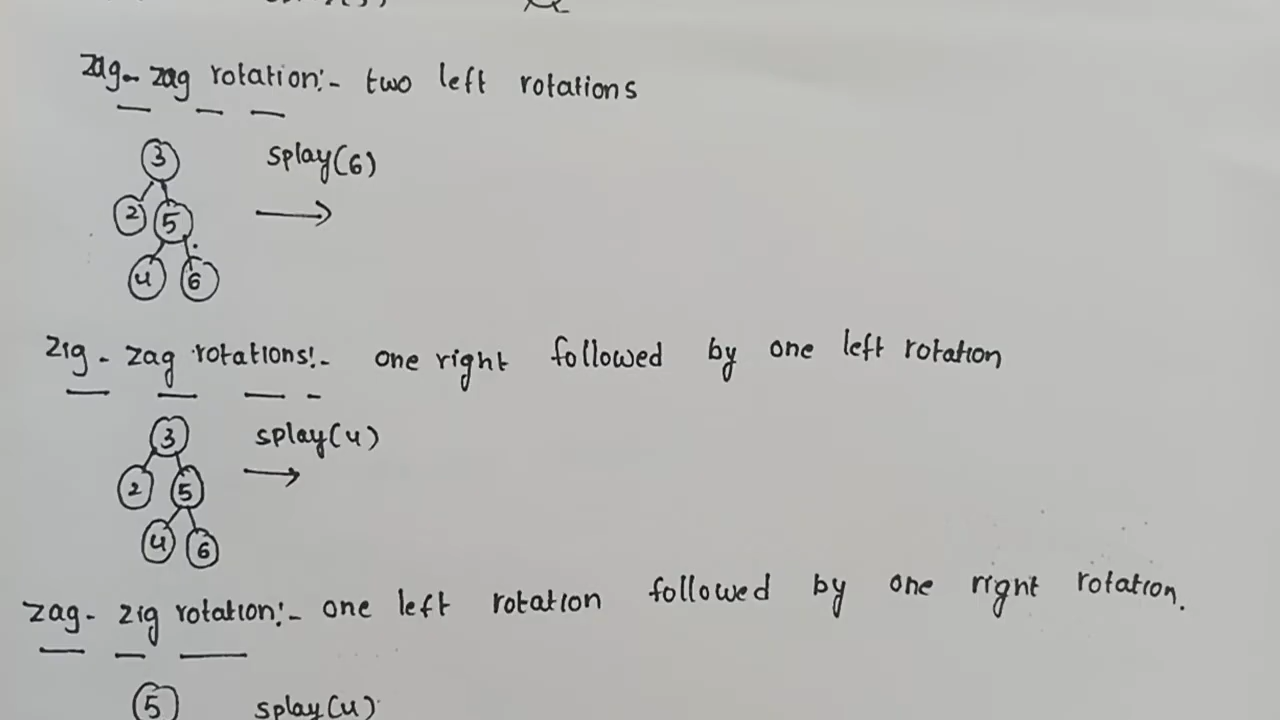 zag- zag rotation:- two left rotations
3 splay(6)
2 5
4 6
zig - zag rotations:- one right followed by one left rotation
3 splay(4)
2 5
4 6
zag- zig rotation:- one left rotation followed by one right rotation.
5 splay(4)